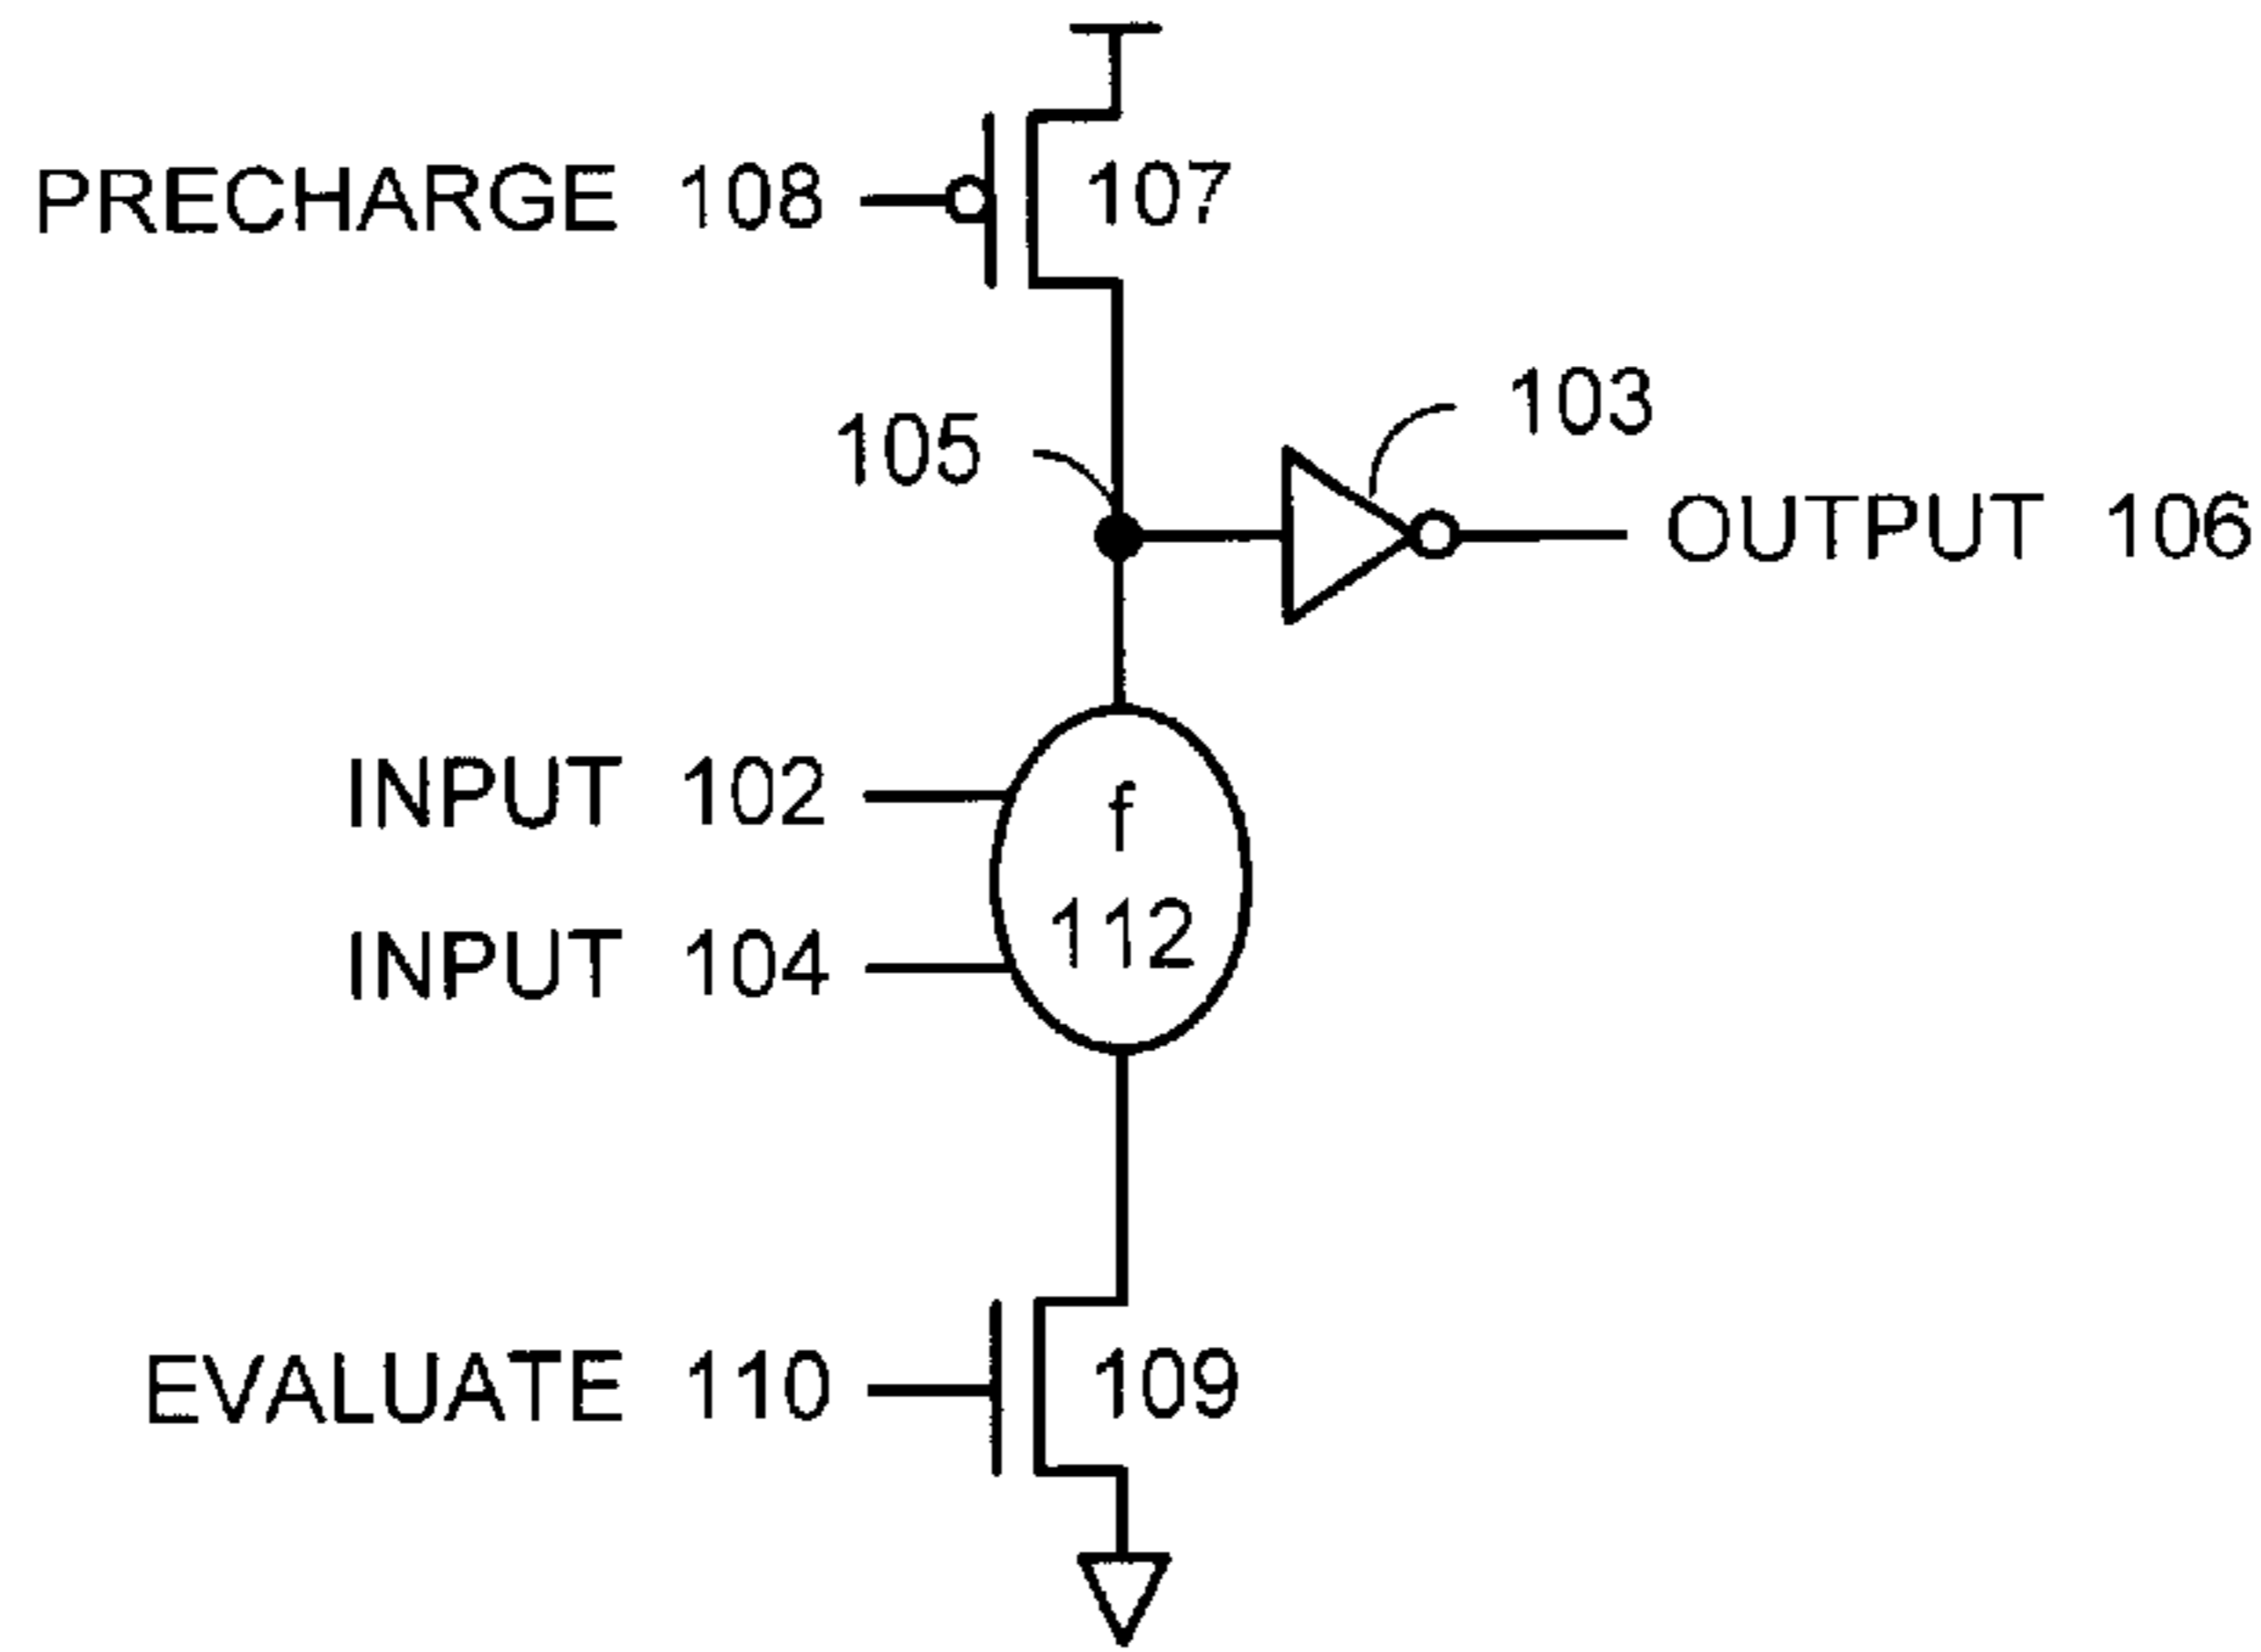 PRECHARGE 108
107
103
105
OUTPUT 106
INPUT 102
f
112
INPUT 104
EVALUATE 110
109